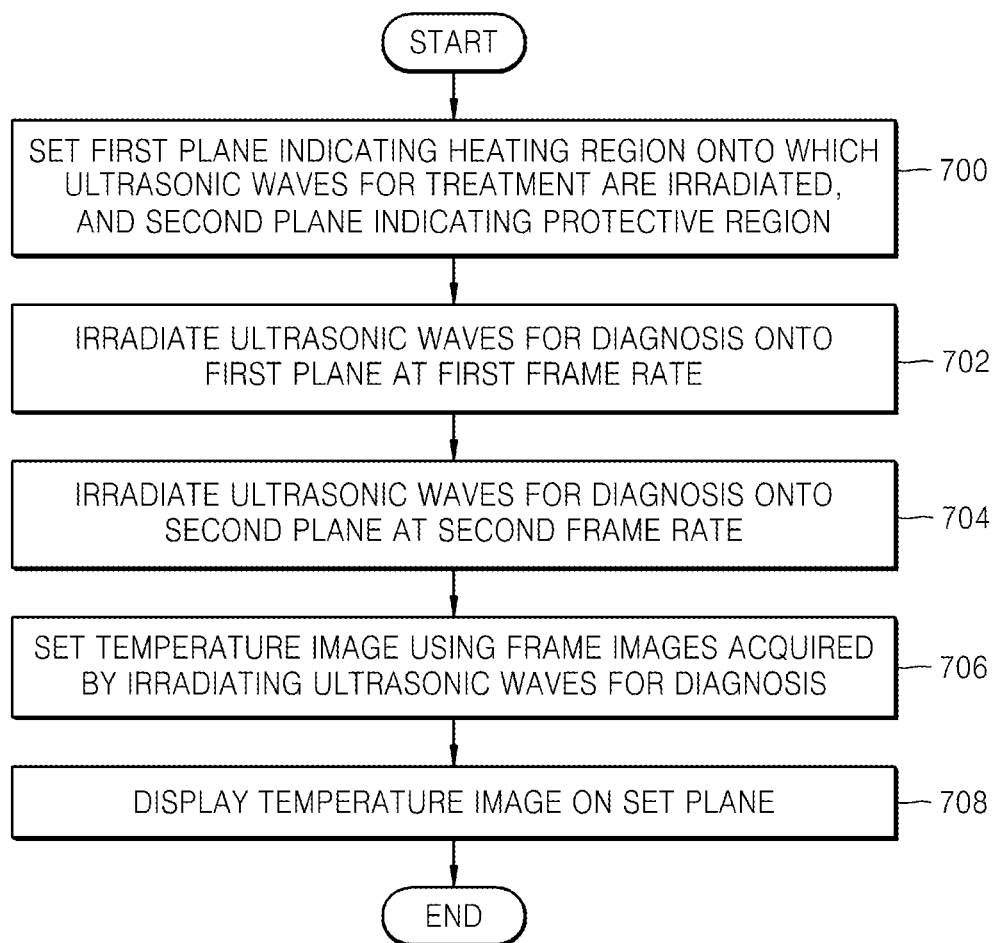 START
SET FIRST PLANE INDICATING HEATING REGION ONTO WHICH
ULTRASONIC WAVES FOR TREATMENT ARE IRRADIATED,
AND SECOND PLANE INDICATING PROTECTIVE REGION
700
IRRADIATE ULTRASONIC WAVES FOR DIAGNOSIS ONTO
FIRST PLANE AT FIRST FRAME RATE
702
IRRADIATE ULTRASONIC WAVES FOR DIAGNOSIS ONTO
SECOND PLANE AT SECOND FRAME RATE
704
SET TEMPERATURE IMAGE USING FRAME IMAGES ACQUIRED
BY IRRADIATING ULTRASONIC WAVES FOR DIAGNOSIS
706
DISPLAY TEMPERATURE IMAGE ON SET PLANE
708
END